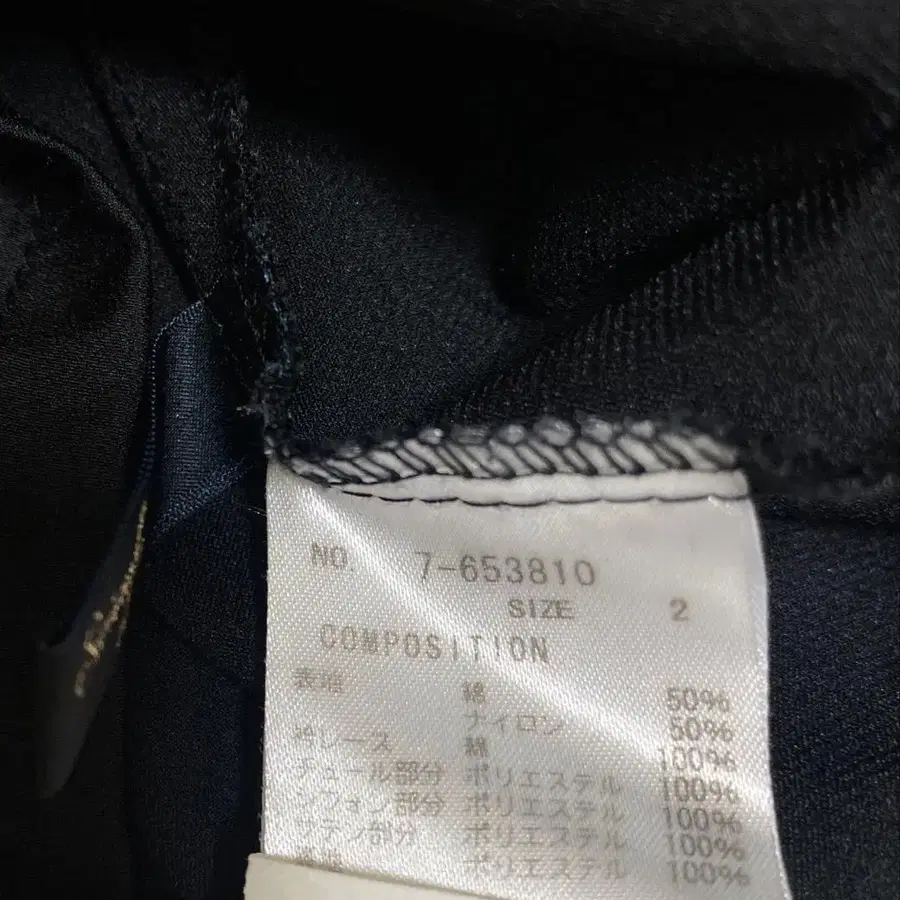 NO. 7-653810
SIZE 2
COMPOSITION
表地 綿 50%
ナイロン 50%
衿レース 綿 100%
チュール部分 ポリエステル 100%
シフォン部分 ポリエステル 100%
サテン部分 ポリエステル 100%
ポリエステル 100%